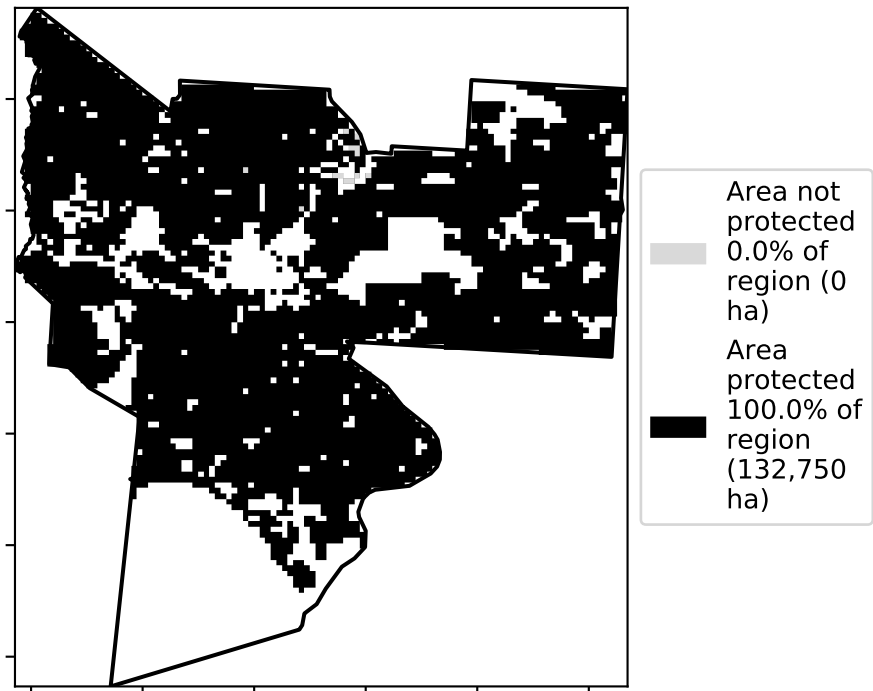 Area not
protected
0.0% of
region (0
ha)
Area
protected
100.0% of
region
(132,750
ha)